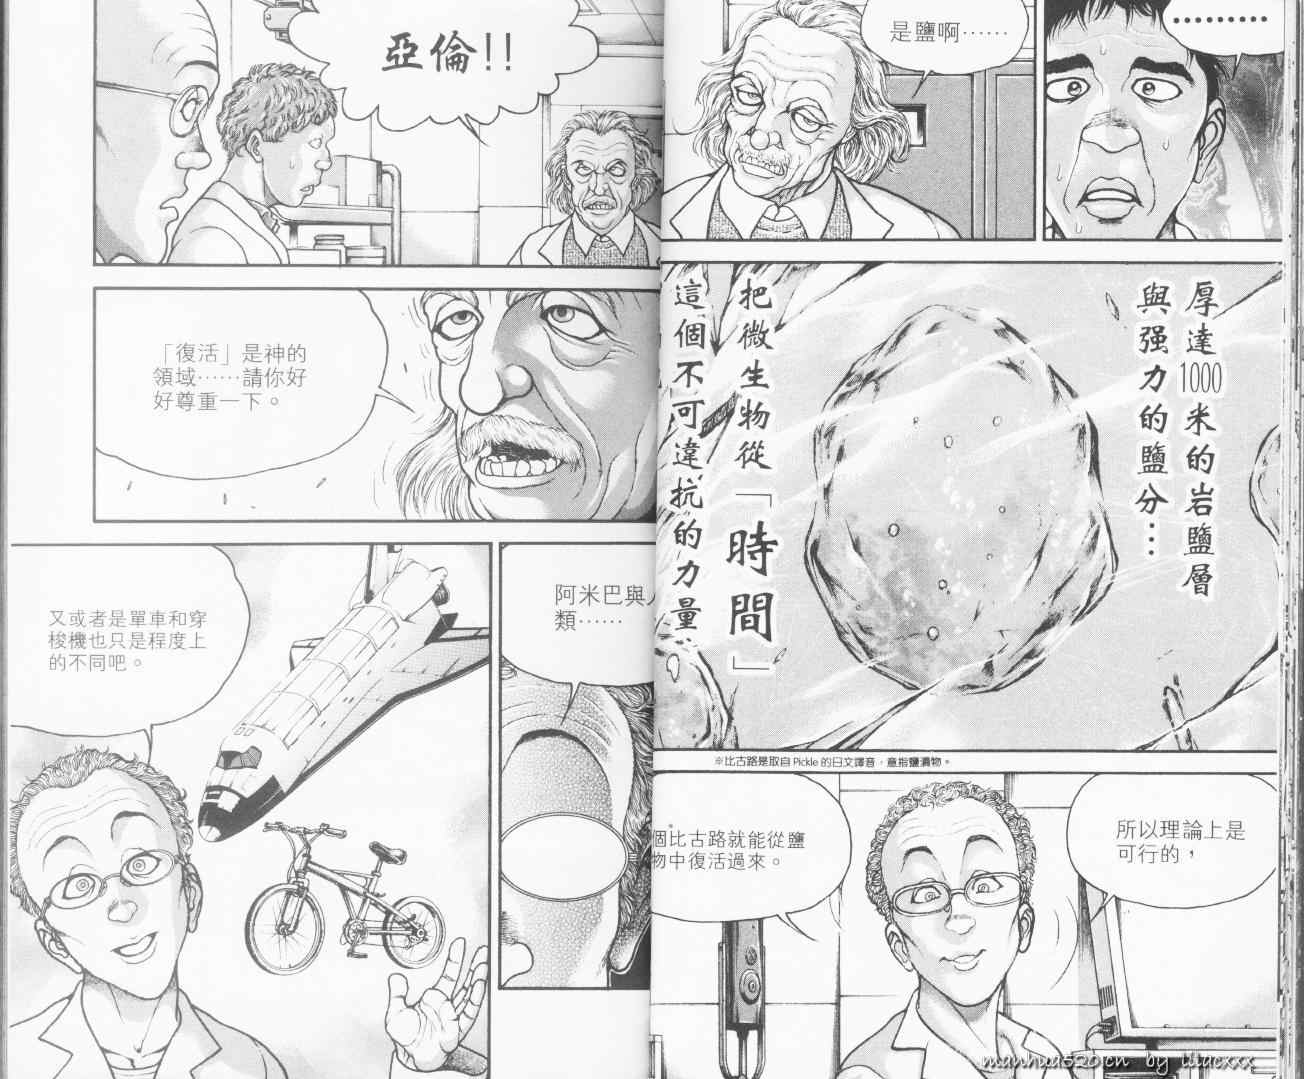 …………
是鹽啊……
厚達1000米的岩鹽層
與强力的鹽分…
把微生物從「時間」
這個不可違抗的力量
※比古路是取自Pickle的日文譯音，意指鹽漬物。
所以理論上是
可行的，
個比古路就能從鹽
物中復活過來。
亞倫!!
「復活」是神的
領域……請你好
好尊重一下。
阿米巴與人
類……
又或者是單車和穿
梭機也只是程度上
的不同吧。
manhua520.cn by lilacxxx